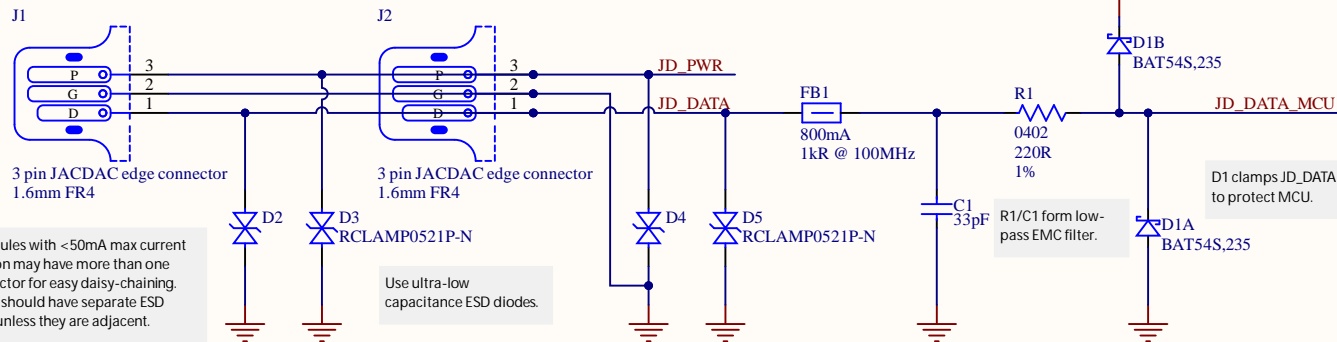 J1
J2
D1B
BAT54S,235
P
3
G
2
D
1
P
3
G
2
D
1
JD_PWR
JD_DATA
FB1
800mA
1kR @ 100MHz
R1
0402
220R
1%
JD_DATA_MCU
3 pin JACDAC edge connector
1.6mm FR4
3 pin JACDAC edge connector
1.6mm FR4
D1 clamps JD_DATA
to protect MCU.
D2
D3
RCLAMP0521P-N
D4
D5
RCLAMP0521P-N
C1
33pF
R1/C1 form low-
pass EMC filter.
D1A
BAT54S,235
with <50mA max current
may have more than one
for easy daisy-chaining.
should have separate ESD
unless they are adjacent.
Use ultra-low
capacitance ESD diodes.